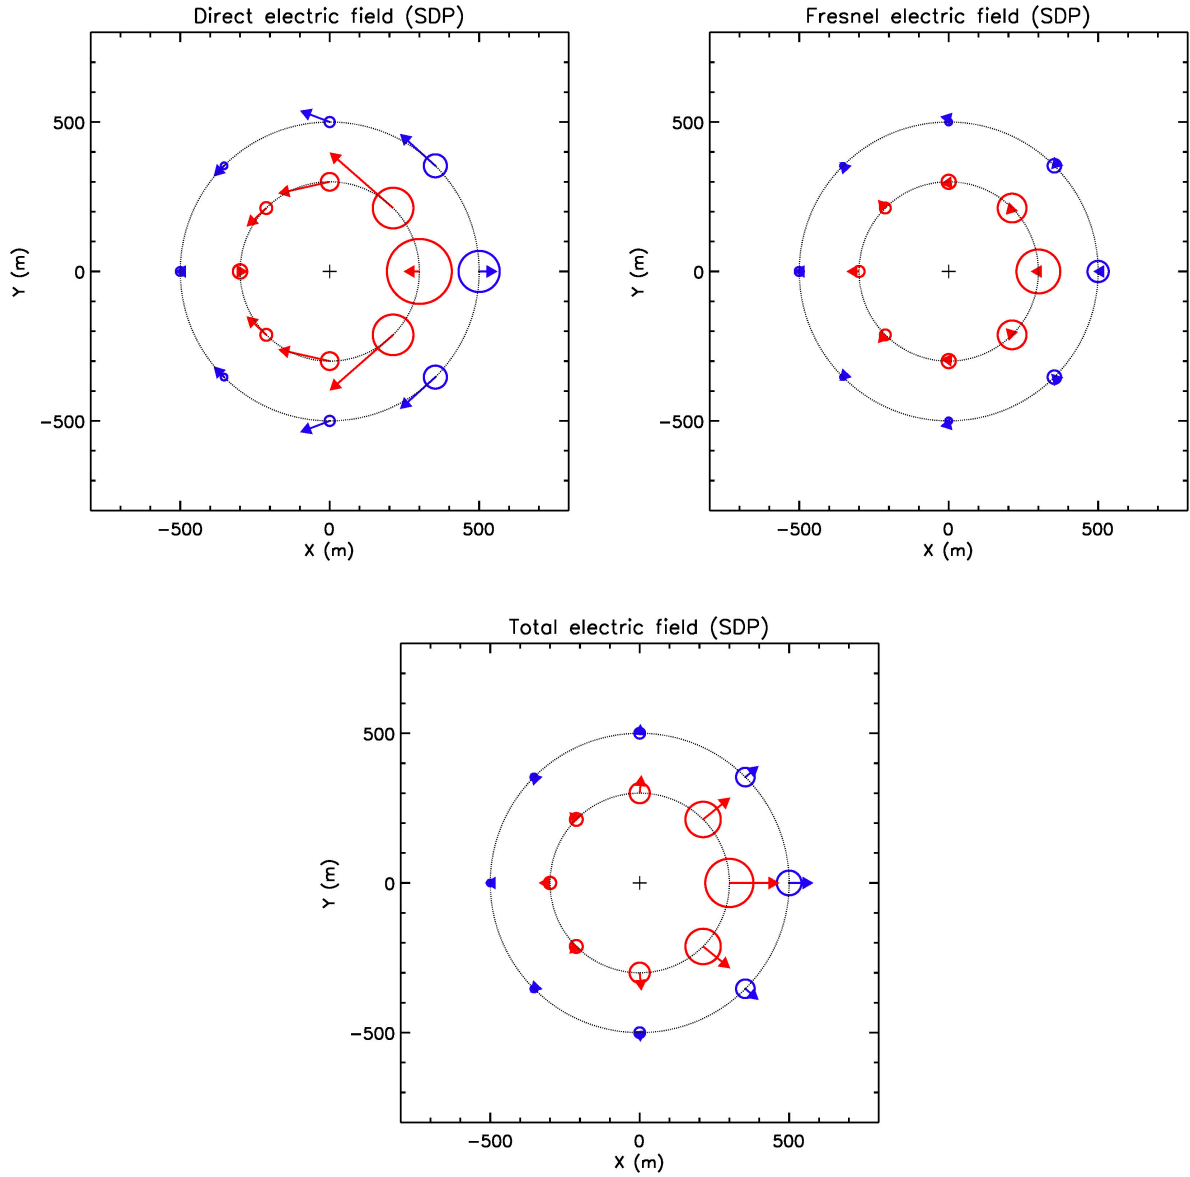 Direct electric field (SDP)
Fresnel electric field (SDP)
500
0
−500
Y (m)
−500 0 500
X (m)
500
0
−500
Y (m)
−500 0 500
X (m)
Total electric field (SDP)
500
0
−500
Y (m)
−500 0 500
X (m)